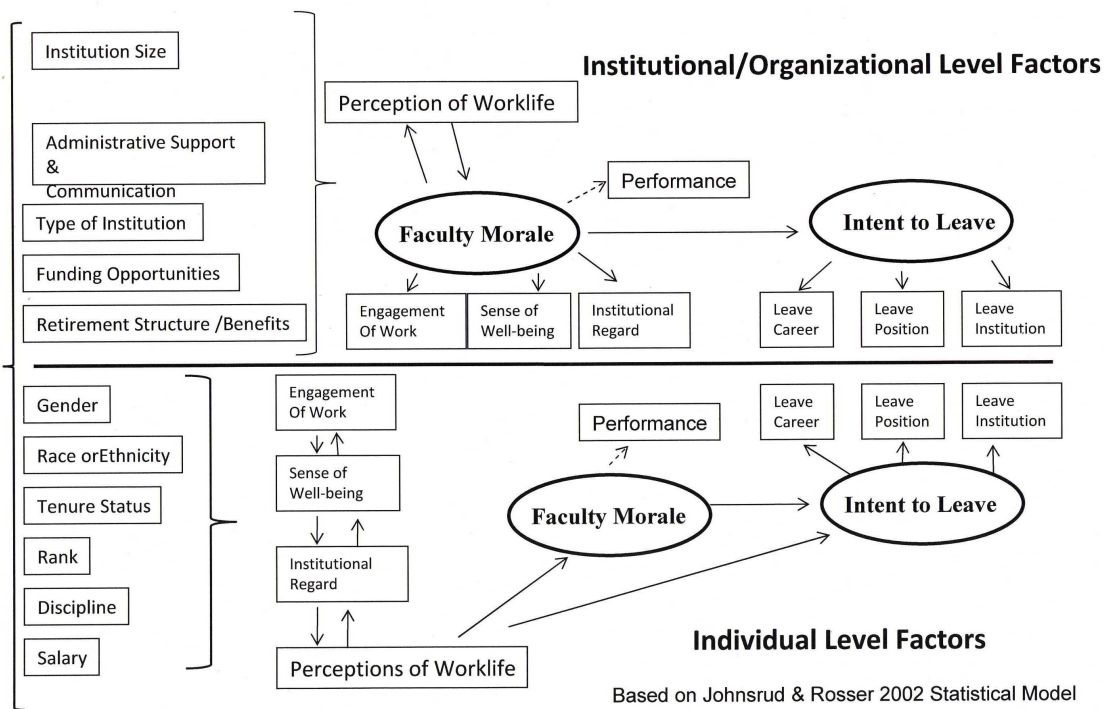 Institution Size
Institutional/Organizational Level Factors
Perception of Worklife
Administrative Support
&
Communication
Performance
Type of Institution
Faculty Morale
Intent to Leave
Funding Opportunities
Retirement Structure /Benefits
Engagement
Of Work
Sense of
Well-being
Institutional
Regard
Leave
Career
Leave
Position
Leave
Institution
Gender
Race orEthnicity
Tenure Status
Rank
Discipline
Salary
Engagement
Of Work
Sense of
Well-being
Institutional
Regard
Perceptions of Worklife
Performance
Faculty Morale
Leave
Career
Leave
Position
Leave
Institution
Intent to Leave
Individual Level Factors
Based on Johnsrud & Rosser 2002 Statistical Model